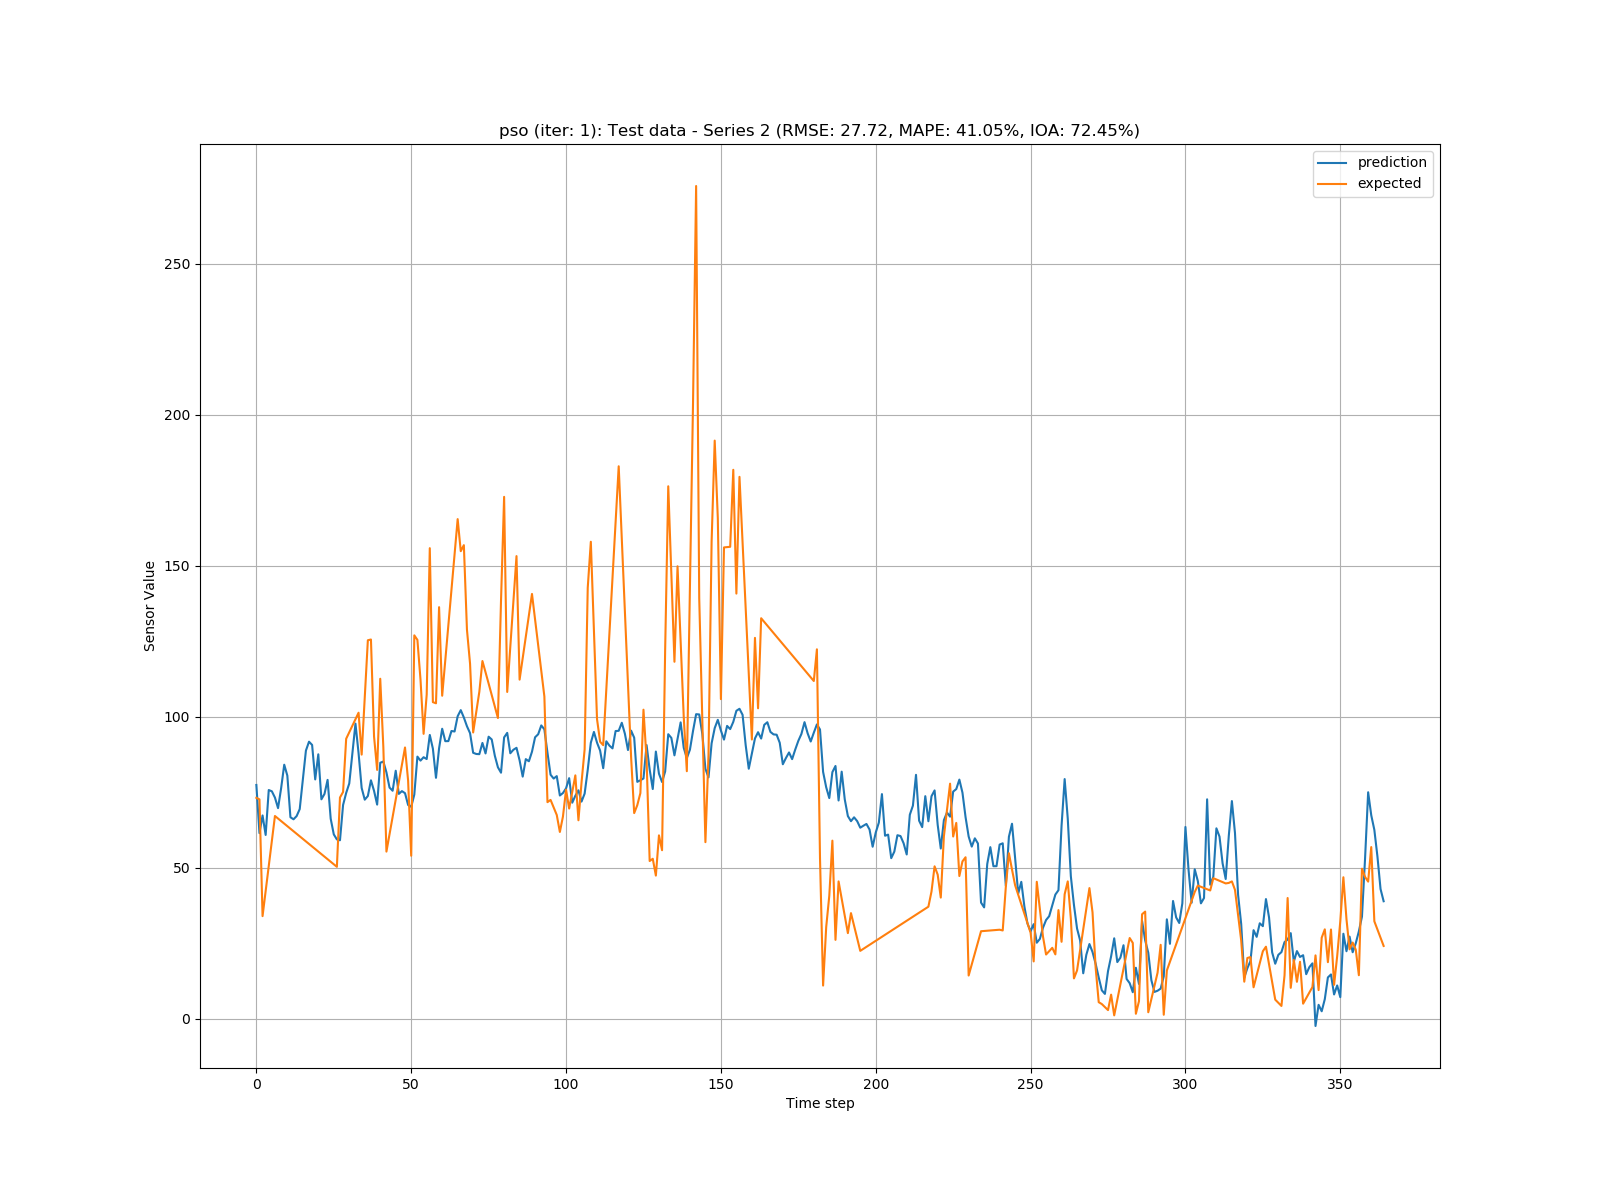 pso (iter: 1): Test data - Series 2 (RMSE: 27.72, MAPE: 41.05%, IOA: 72.45%)
prediction
expected
250
200
150
100
50
0
Sensor Value
0 50 100 150 200 250 300 350
Time step